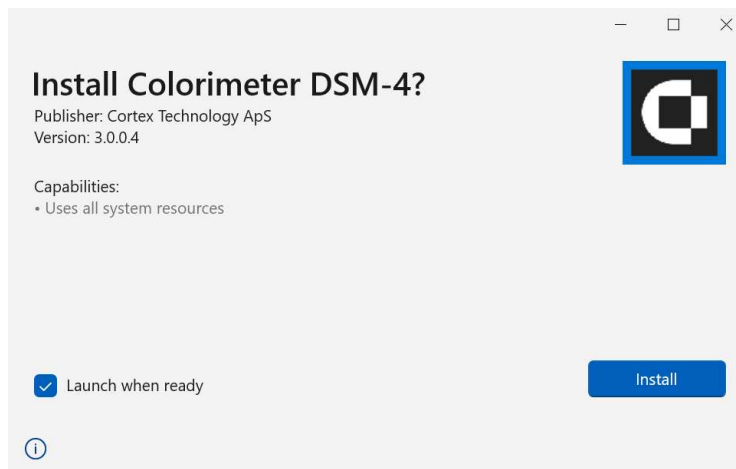 Install Colorimeter DSM-4?
Publisher: Cortex Technology ApS
Version: 3.0.0.4
Capabilities:
• Uses all system resources
Launch when ready
Install